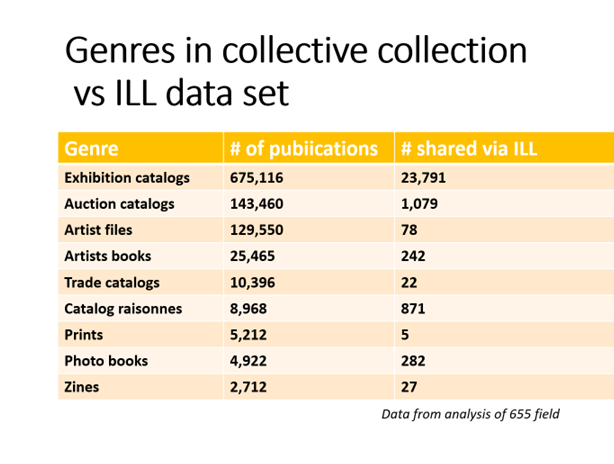 Genres in collective collection
vs ILL data set
Genre # of pubiications # shared via ILL
Exhibition catalogs 675,116 23,791
Auction catalogs 143,460 1,079
Artist files 129,550 78
Artists books 25,465 242
Trade catalogs 10,396 22
Catalog raisonnes 8,968 871
Prints 5,212 5
Photo books 4,922 282
Zines 2,712 27
Data from analysis of 655 field